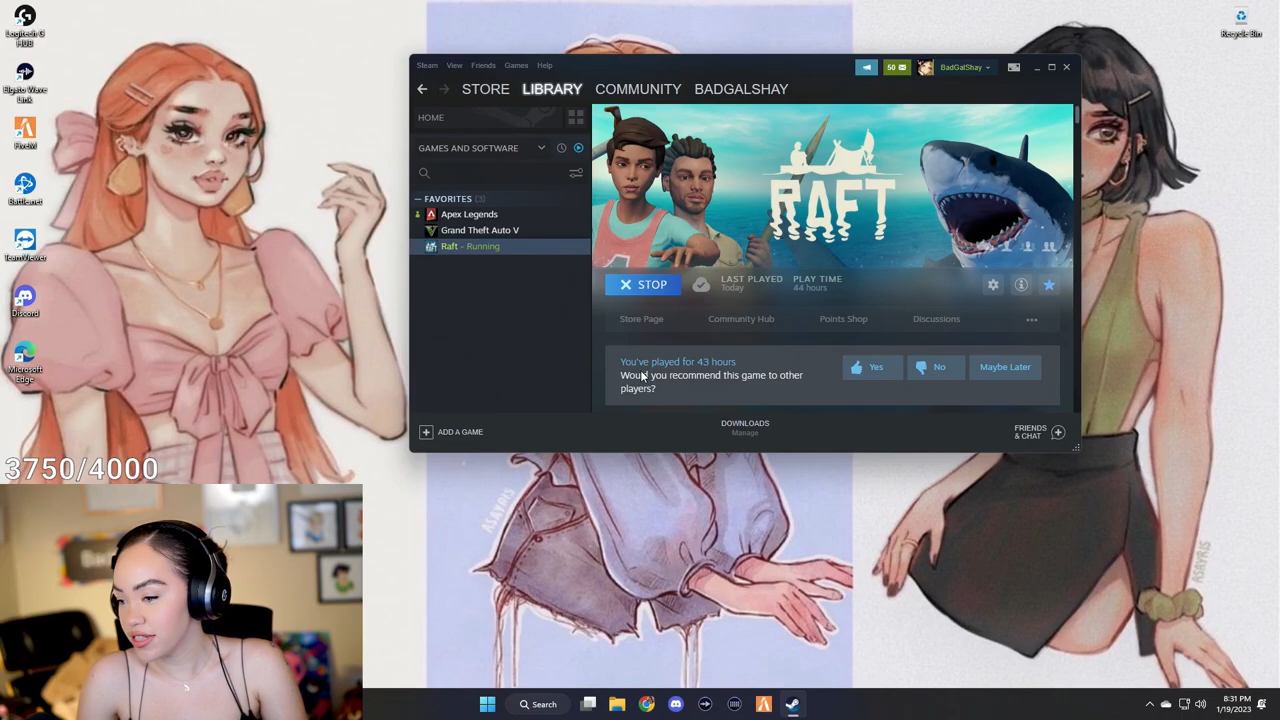 Logitech G
HUB
Elgato Wave
Link
FiveM
Battle.net
TeamViewer
Discord
Microsoft
Edge
Recycle Bin
Steam View Friends Games Help
50 BadGalShay
STORE LIBRARY COMMUNITY BADGALSHAY
HOME
GAMES AND SOFTWARE
FAVORITES (3)
Apex Legends
Grand Theft Auto V
Raft - Running
RAFT
STOP
LAST PLAYED
Today
PLAY TIME
44 hours
Store Page Community Hub Points Shop Discussions
You've played for 43 hours
Would you recommend this game to other
players?
Yes No Maybe Later
ADD A GAME
DOWNLOADS
Manage
FRIENDS
& CHAT
3750/4000
ASAYRIS
ASAYRIS
Search
8:31 PM
1/19/2023